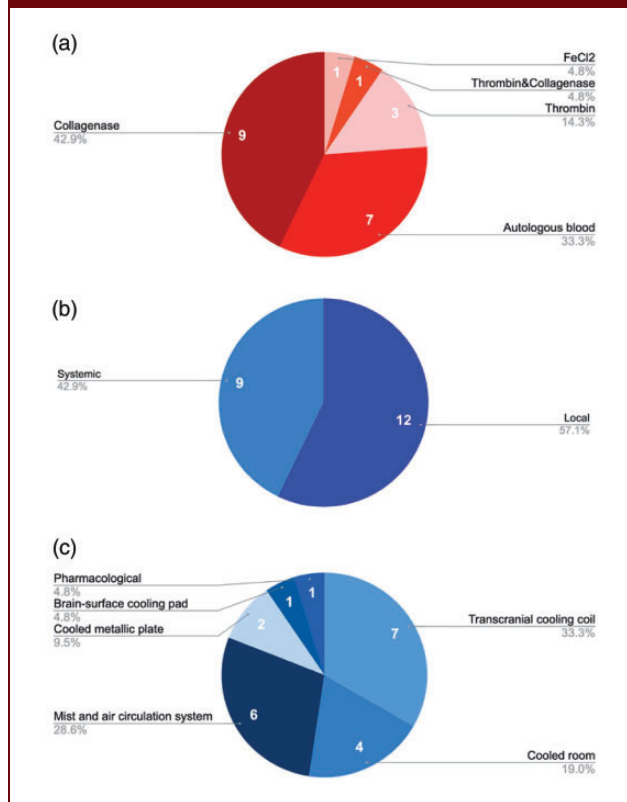 (a)
FeCl2
4.8%
1
1
Thrombin&Collagenase
4.8%
3
Thrombin
14.3%
Collagenase
42.9%
9
7
Autologous blood
33.3%
(b)
Systemic
42.9%
9
12
Local
57.1%
(c)
Pharmacological
4.8%
Brain-surface cooling pad
4.8%
Cooled metallic plate
9.5%
1
1
2
7
Transcranial cooling coil
33.3%
Mist and air circulation system
28.6%
6
4
Cooled room
19.0%